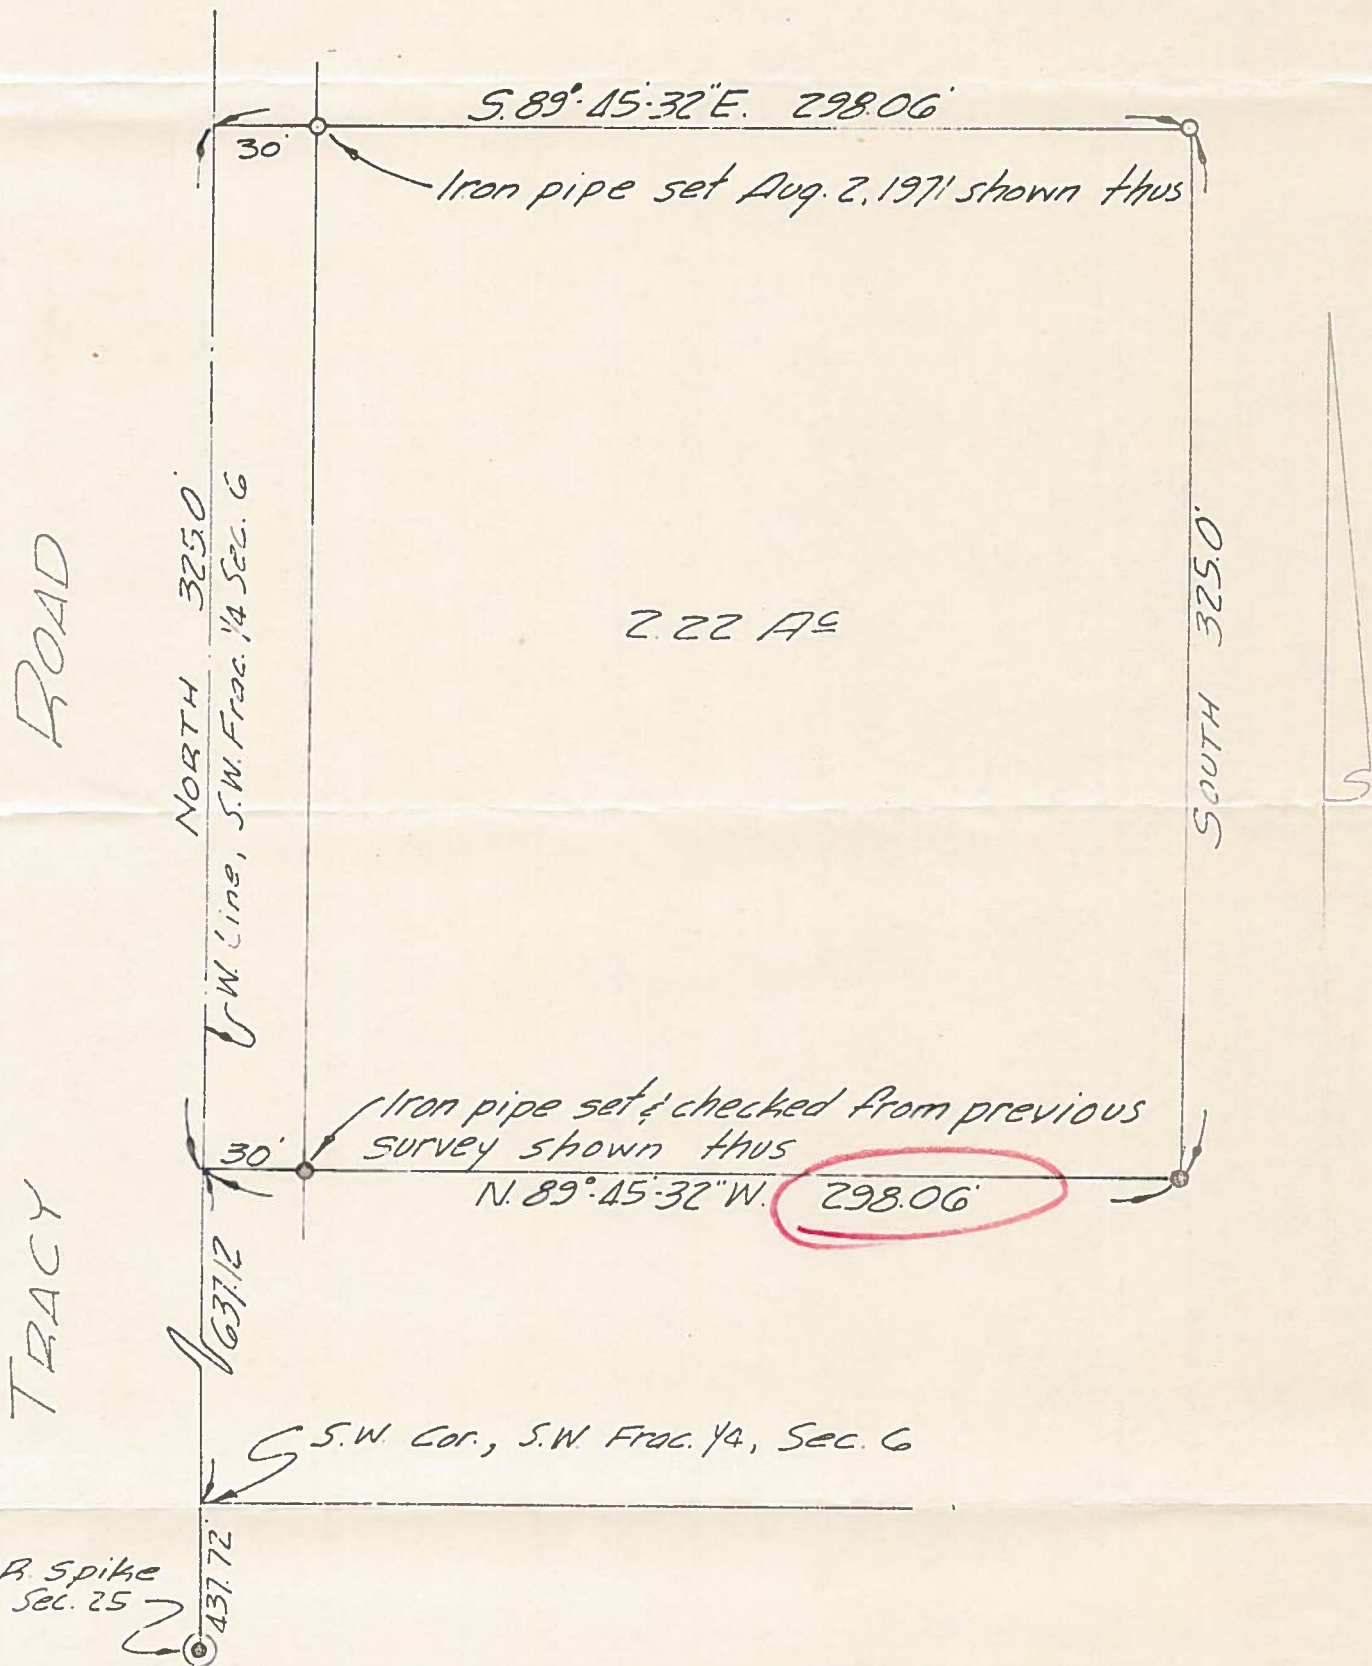 S. 89°-45'-32"E. 298.06'
30'
Iron pipe set Aug. 2, 1971 shown thus
NORTH 325.0'
W. Line, S.W. Frac. 1/4 Sec. 6
ROAD
2.22 Ac
SOUTH 325.0'
Iron pipe set & checked from previous
survey shown thus
30'
N. 89°-45'-32"W. 298.06'
637.12
TRACY
S.W. Cor., S.W. Frac. 1/4, Sec. 6
437.72'
R. Spike
Sec. 25